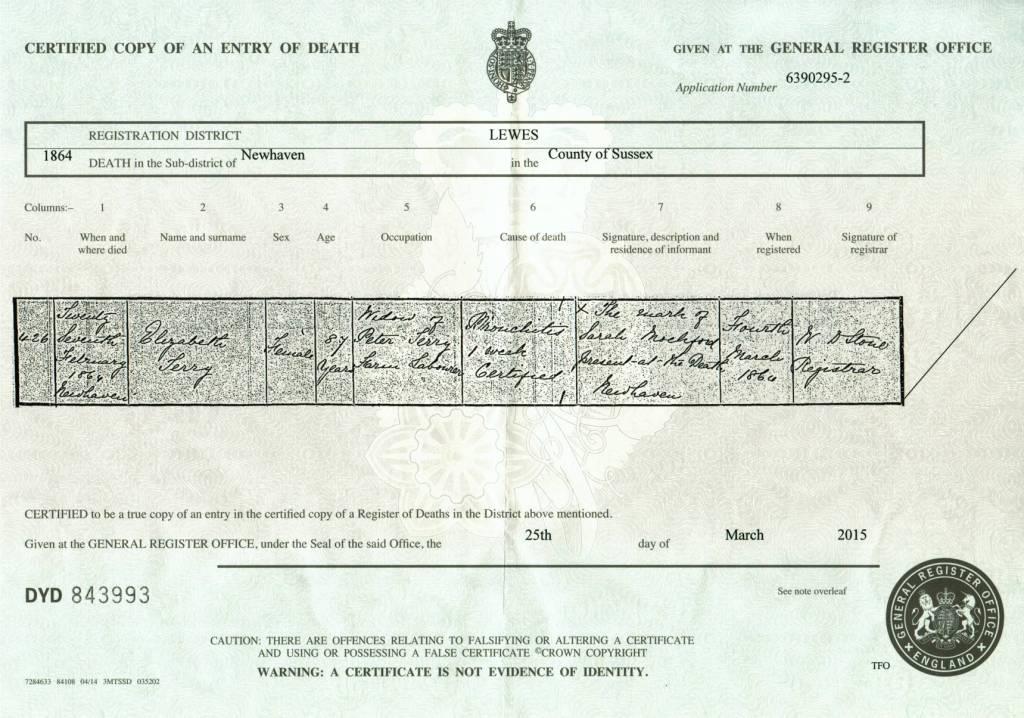 CERTIFIED COPY OF AN ENTRY OF DEATH
GIVEN AT THE GENERAL REGISTER OFFICE
Application Number 6390295-2
REGISTRATION DISTRICT LEWES
1864 DEATH in the Sub-district of Newhaven in the County of Sussex
Columns:– 1 2 3 4 5 6 7 8 9
No. When and where died Name and surname Sex Age Occupation Cause of death Signature, description and residence of informant When registered Signature of registrar
426
Twenty
Seventh
February
1864
Newhaven
Elizabeth
Terry
Female
87
Years
Widow of
Peter Terry
Farm Labourer
Bronchitis
1 week
Certified
X The mark of
Sarah Mockford
present at the Death
Newhaven
Fourth
March
1864
W D Stone
Registrar
CERTIFIED to be a true copy of an entry in the certified copy of a Register of Deaths in the District above mentioned.
Given at the GENERAL REGISTER OFFICE, under the Seal of the said Office, the 25th day of March 2015
DYD 843993
See note overleaf
GENERAL REGISTER OFFICE
ENGLAND
CAUTION: THERE ARE OFFENCES RELATING TO FALSIFYING OR ALTERING A CERTIFICATE
AND USING OR POSSESSING A FALSE CERTIFICATE ©CROWN COPYRIGHT
WARNING: A CERTIFICATE IS NOT EVIDENCE OF IDENTITY.
TFO
7284633 84108 04/14 3MTSSD 035202